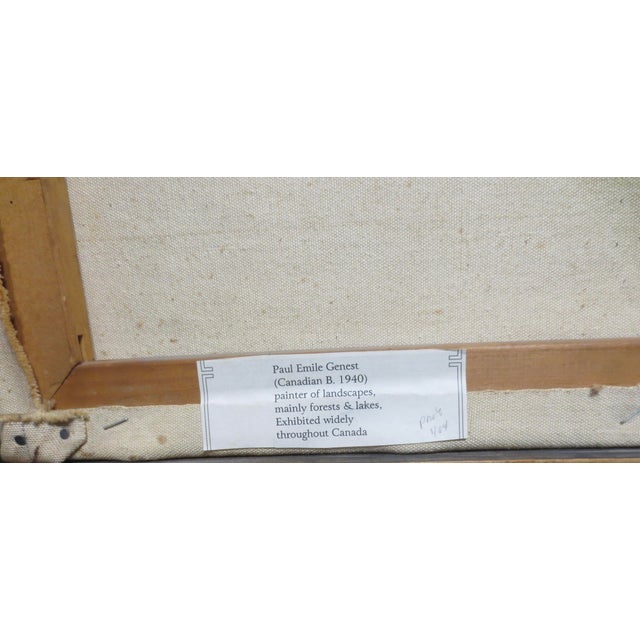 Paul Emile Genest
(Canadian B. 1940)
painter of landscapes,
mainly forests & lakes,
Exhibited widely
throughout Canada